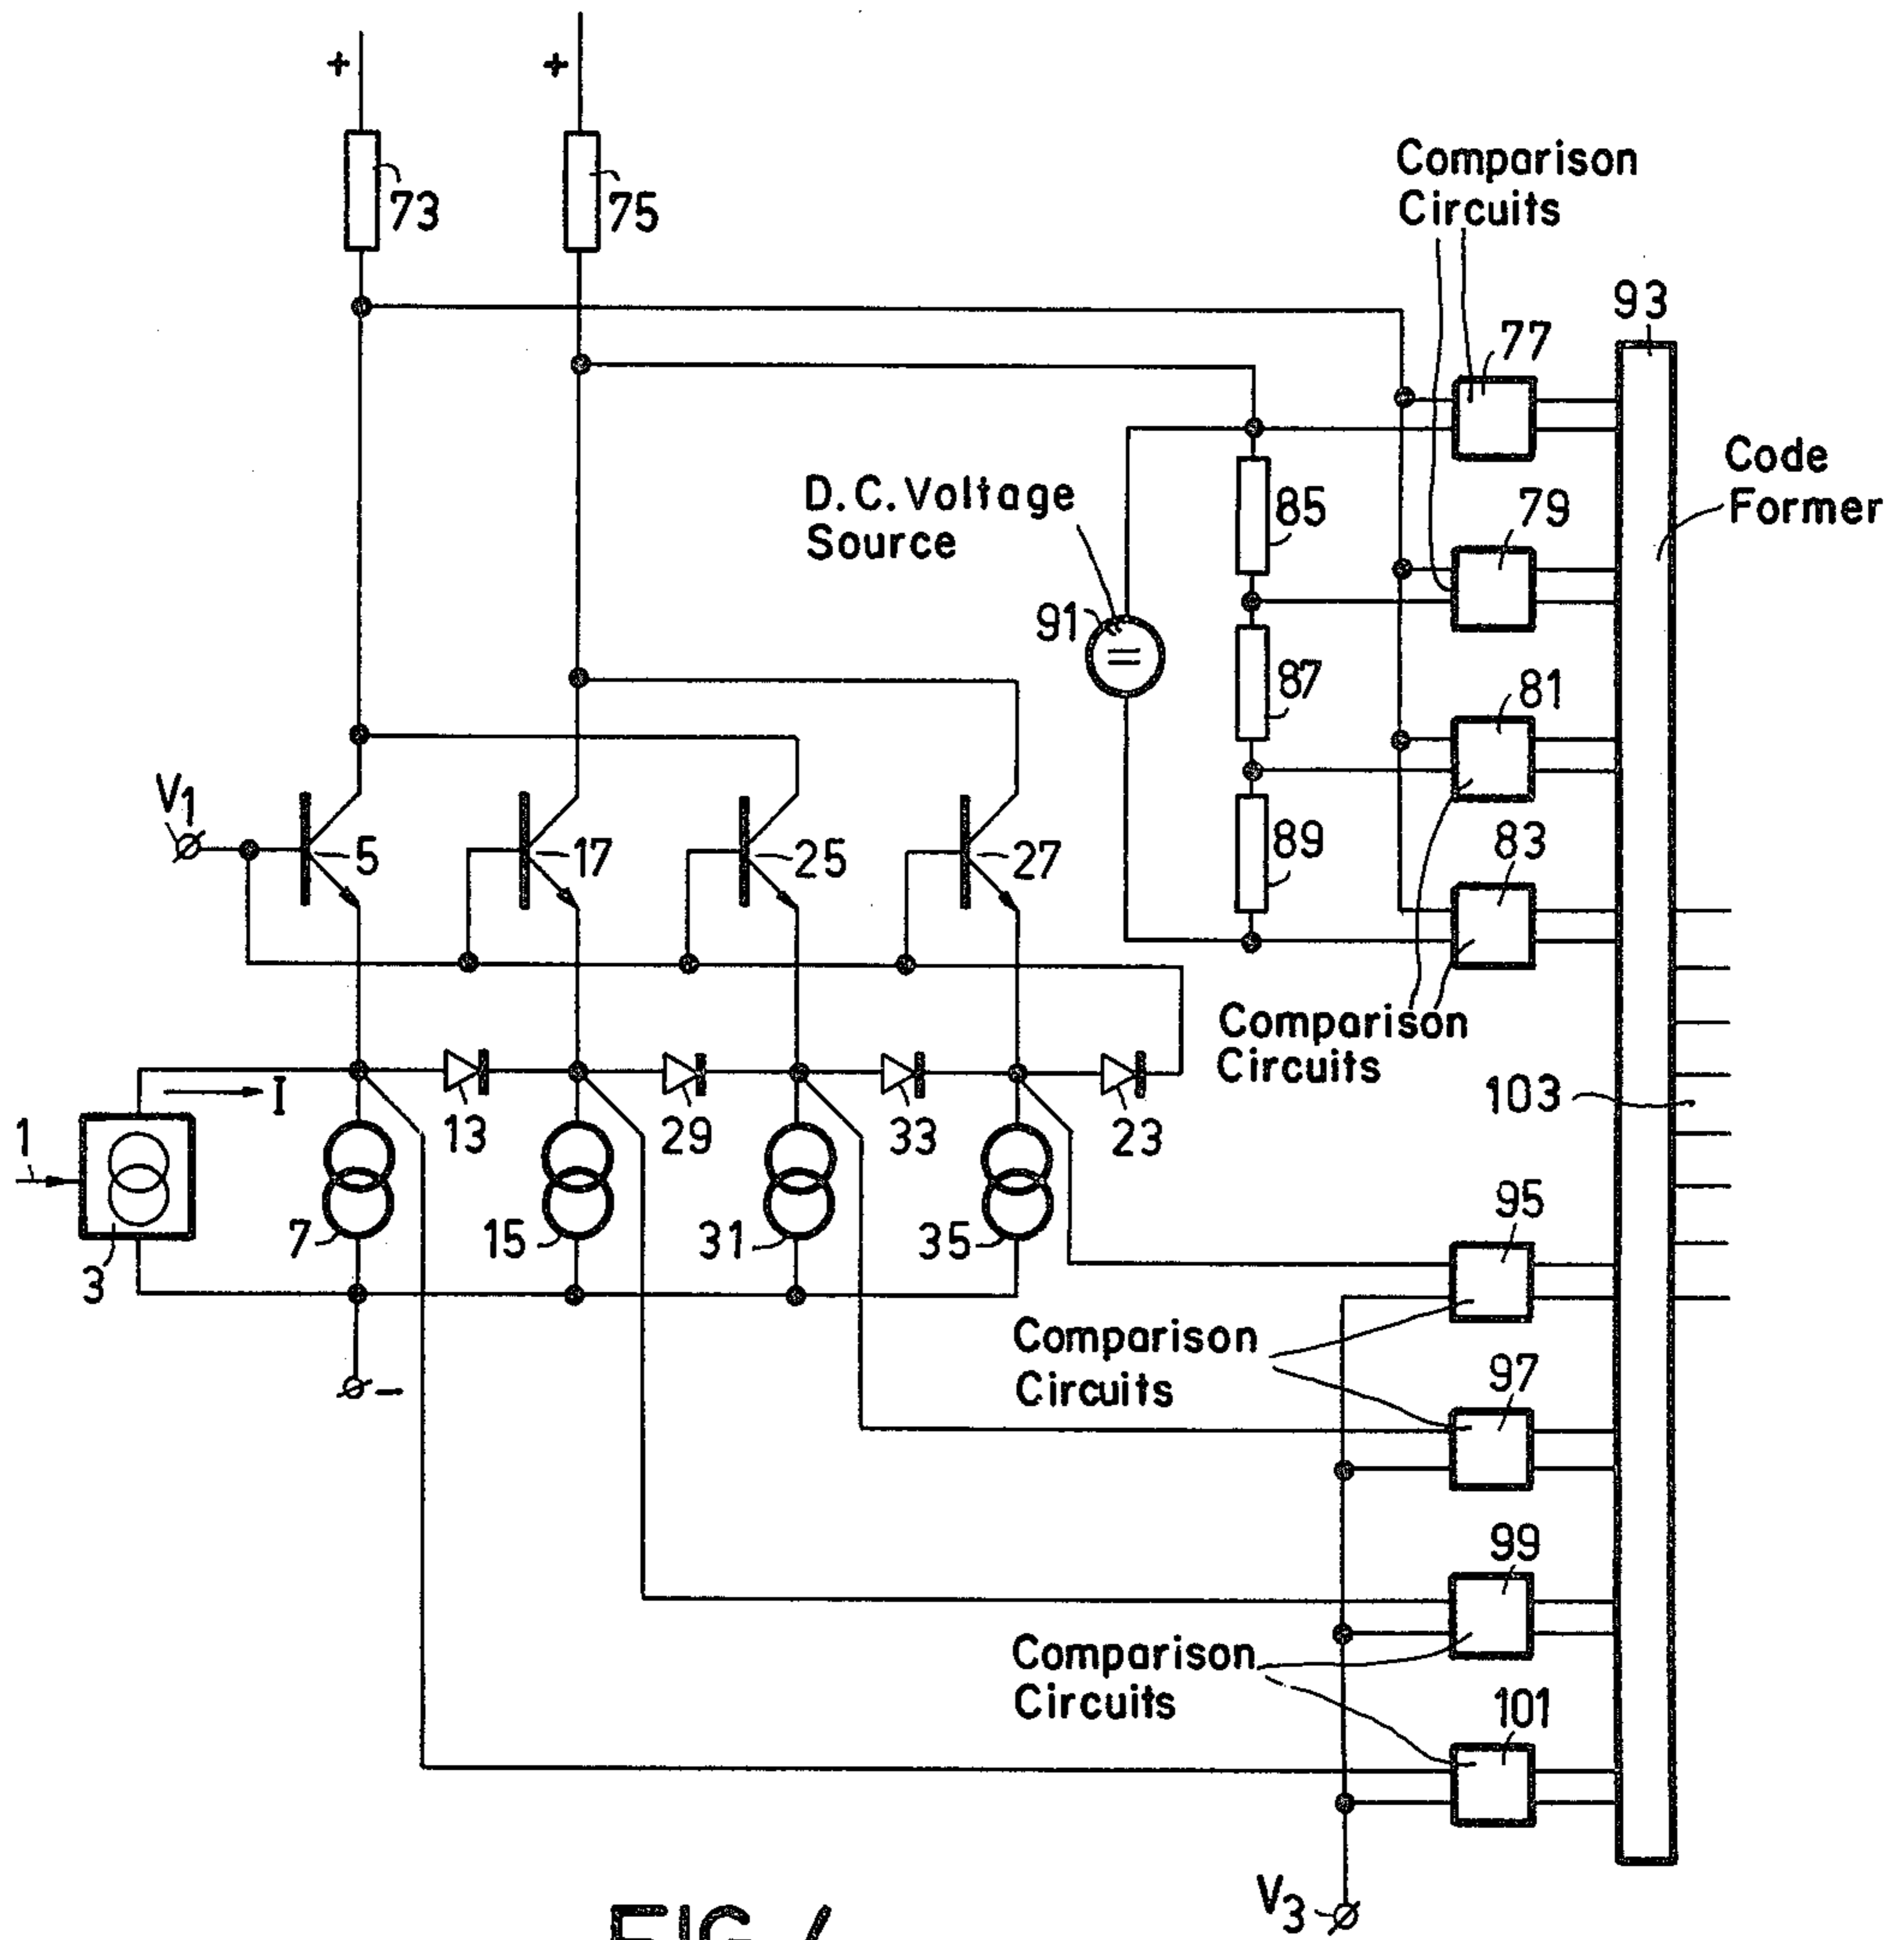 +
+
73
75
Comparison
Circuits
93
77
Code
Former
D.C. Voltage
Source
85
79
91
87
81
V1
5
17
25
27
89
83
Comparison
Circuits
I
13
29
33
23
103
1
3
7
15
31
35
95
-
Comparison
Circuits
97
99
Comparison
Circuits
101
V3